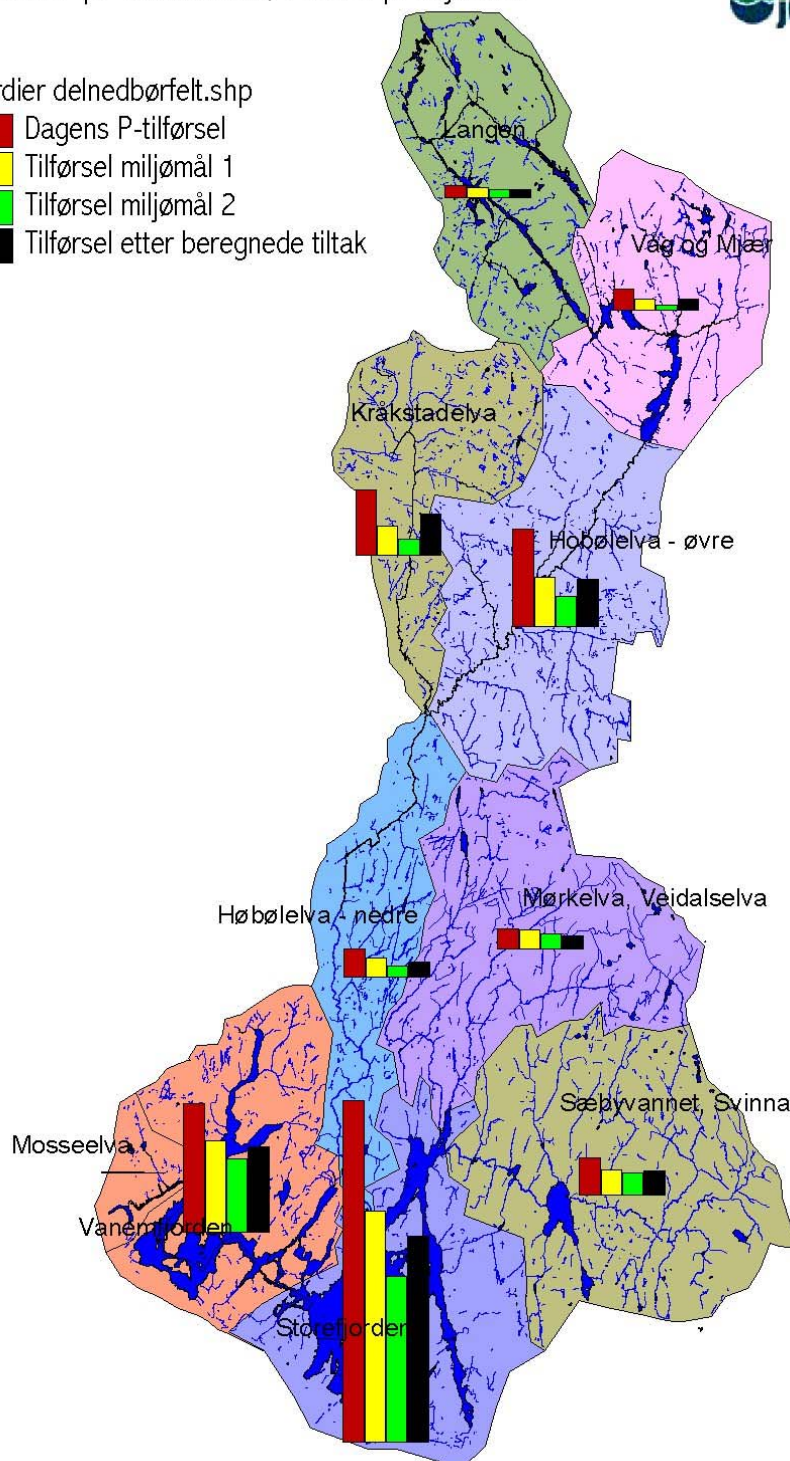 delnedbørfelt.shp
Dagens P-tilførsel
Tilførsel miljømål 1
Tilførsel miljømål 2
Tilførsel etter beregnede tiltak
Langen
Våg og Mjær
Kråkstadelva
Hobølelva - øvre
Mørkelva, Veidalselva
Høbølelva - nedre
Sæbyvannet, Svinna
Mosseelva
Vanemfjorden
Storefjorden